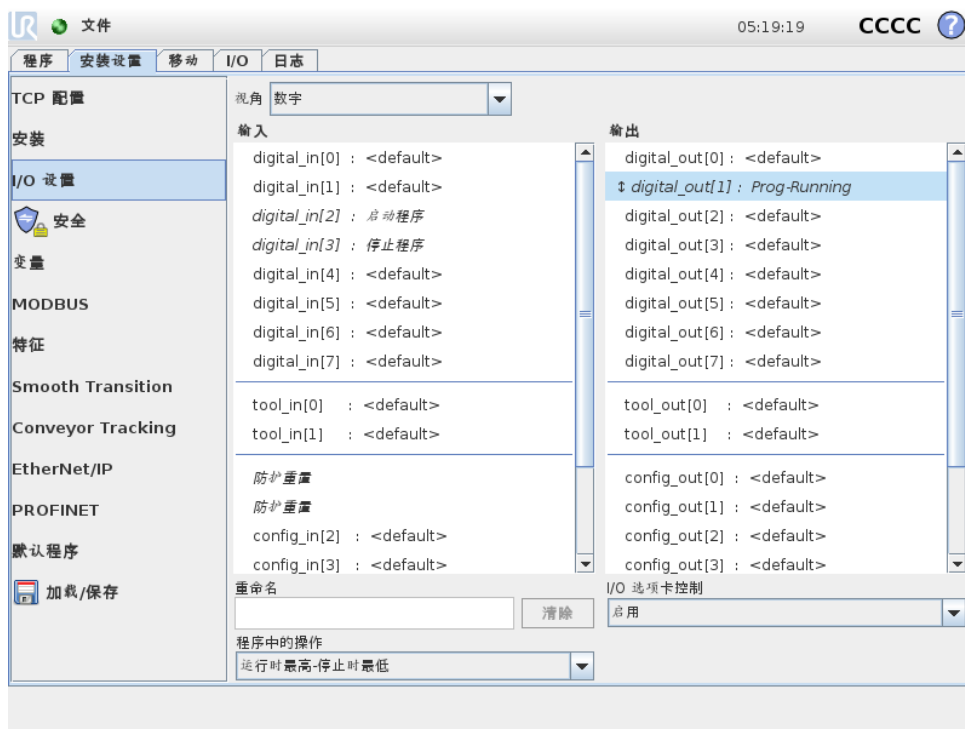 UR 文件 05:19:19 CCCC ?
程序 安装设置 移动 I/O 日志
TCP 配置
安装
I/O 设置
安全
变量
MODBUS
特征
Smooth Transition
Conveyor Tracking
EtherNet/IP
PROFINET
默认程序
加载/保存
视角 数字
输入
digital_in[0] : <default>
digital_in[1] : <default>
digital_in[2] : 启动程序
digital_in[3] : 停止程序
digital_in[4] : <default>
digital_in[5] : <default>
digital_in[6] : <default>
digital_in[7] : <default>
tool_in[0] : <default>
tool_in[1] : <default>
防护重置
防护重置
config_in[2] : <default>
config_in[3] : <default>
重命名
清除
程序中的操作
运行时最高-停止时最低
输出
digital_out[0] : <default>
↕ digital_out[1] : Prog-Running
digital_out[2] : <default>
digital_out[3] : <default>
digital_out[4] : <default>
digital_out[5] : <default>
digital_out[6] : <default>
digital_out[7] : <default>
tool_out[0] : <default>
tool_out[1] : <default>
config_out[0] : <default>
config_out[1] : <default>
config_out[2] : <default>
config_out[3] : <default>
I/O 选项卡控制
启用